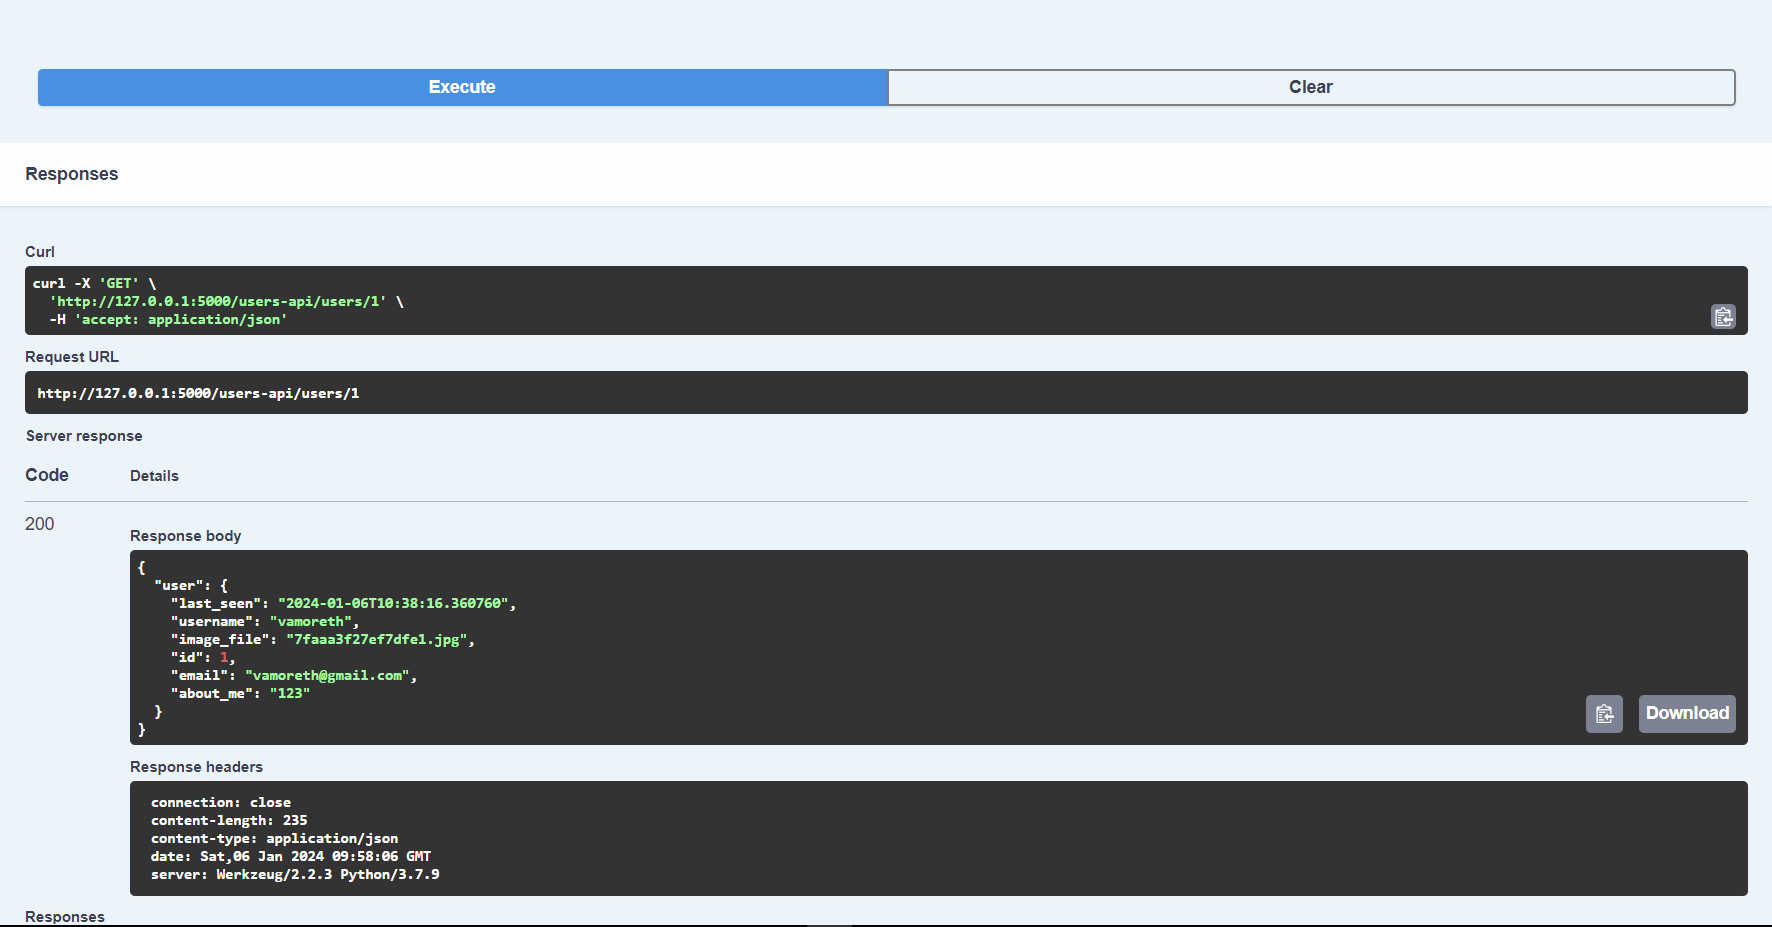 Execute
Clear
Responses
Curl
curl -X 'GET' \
  'http://127.0.0.1:5000/users-api/users/1' \
  -H 'accept: application/json'
Request URL
http://127.0.0.1:5000/users-api/users/1
Server response
Code Details
200
Response body
{
  "user": {
    "last_seen": "2024-01-06T10:38:16.360760",
    "username": "vamoreth",
    "image_file": "7faaa3f27ef7dfe1.jpg",
    "id": 1,
    "email": "vamoreth@gmail.com",
    "about_me": "123"
  }
}
Download
Response headers
connection: close
content-length: 235
content-type: application/json
date: Sat,06 Jan 2024 09:58:06 GMT
server: Werkzeug/2.2.3 Python/3.7.9
Responses